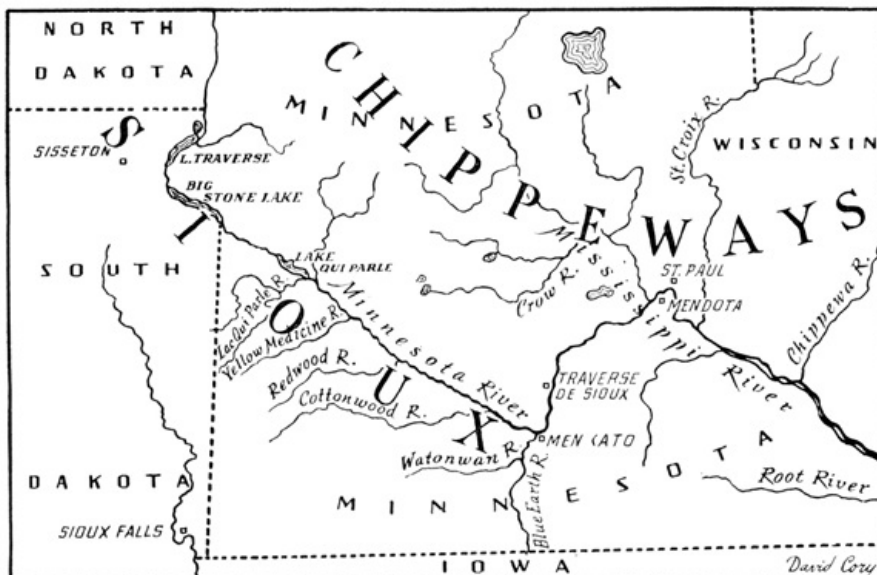 NORTH
DAKOTA
CHIPPEWAYS
MINNESOTA
St. Croix R.
WISCONSIN
SIOUX
SISSETON
L. TRAVERSE
BIG
STONE LAKE
LAKE
QUI PARLE
SOUTH
DAKOTA
Lac Qui Parle R.
Yellow Medicine R.
Redwood R.
Cottonwood R.
Watonwan R.
Minnesota River
Crow R.
Mississippi River
ST. PAUL
MENDOTA
Chippewa R.
TRAVERSE
DE SIOUX
MEN KATO
Blue Earth R.
Root River
MINNESOTA
SIOUX FALLS
IOWA
David Cory